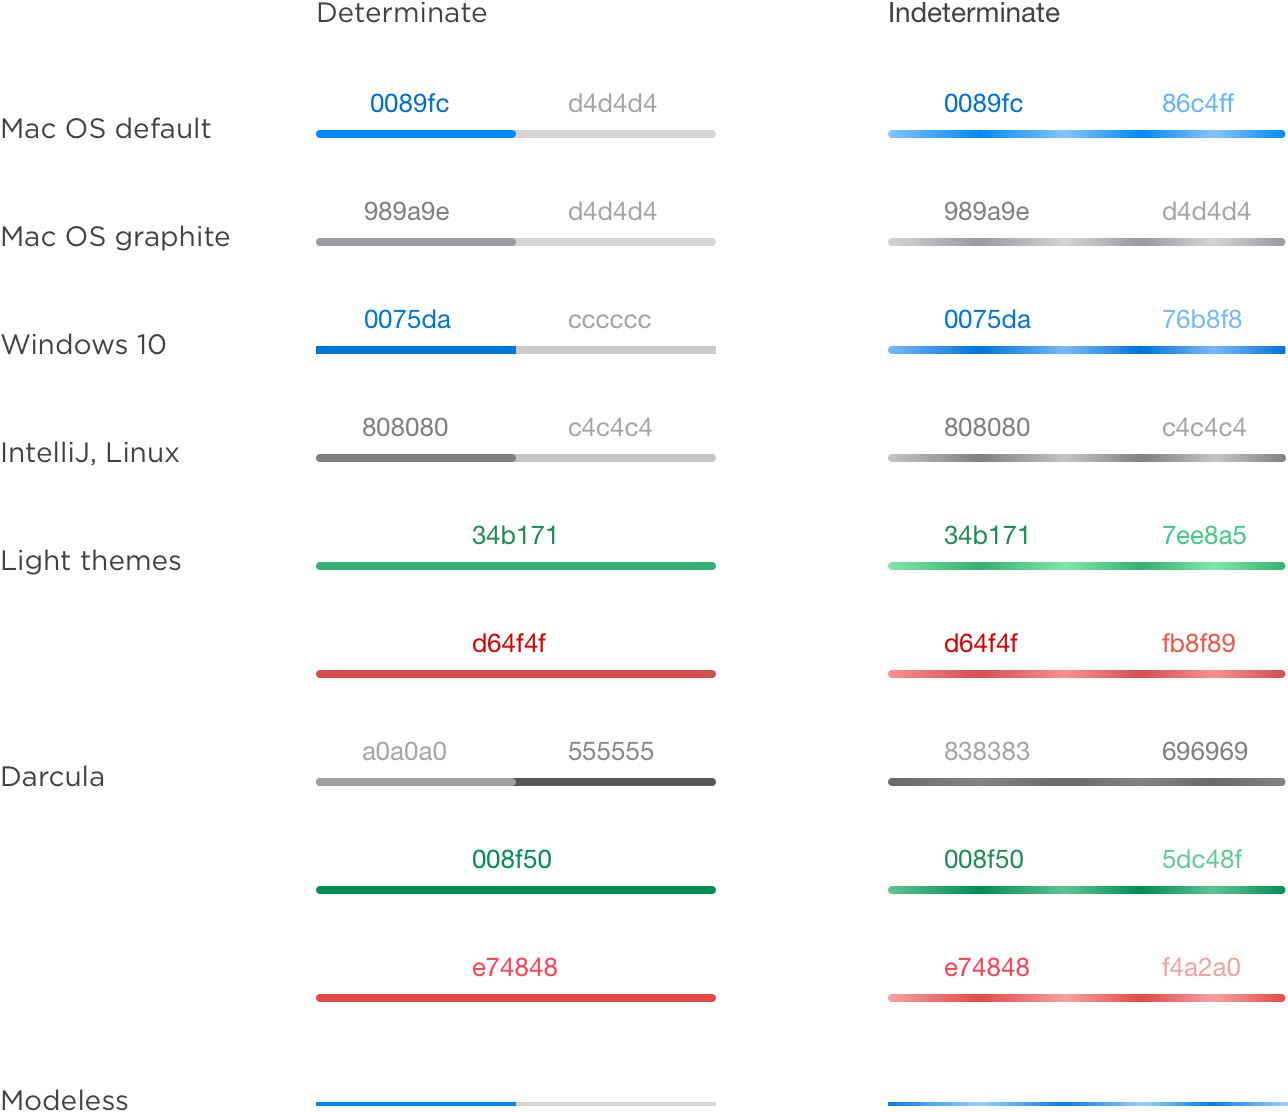 Determinate Indeterminate
0089fc d4d4d4 0089fc 86c4ff
Mac OS default
989a9e d4d4d4 989a9e d4d4d4
Mac OS graphite
0075da cccccc 0075da 76b8f8
Windows 10
808080 c4c4c4 808080 c4c4c4
IntelliJ, Linux
34b171 34b171 7ee8a5
Light themes
d64f4f d64f4f fb8f89
a0a0a0 555555 838383 696969
Darcula
008f50 008f50 5dc48f
e74848 e74848 f4a2a0
Modeless